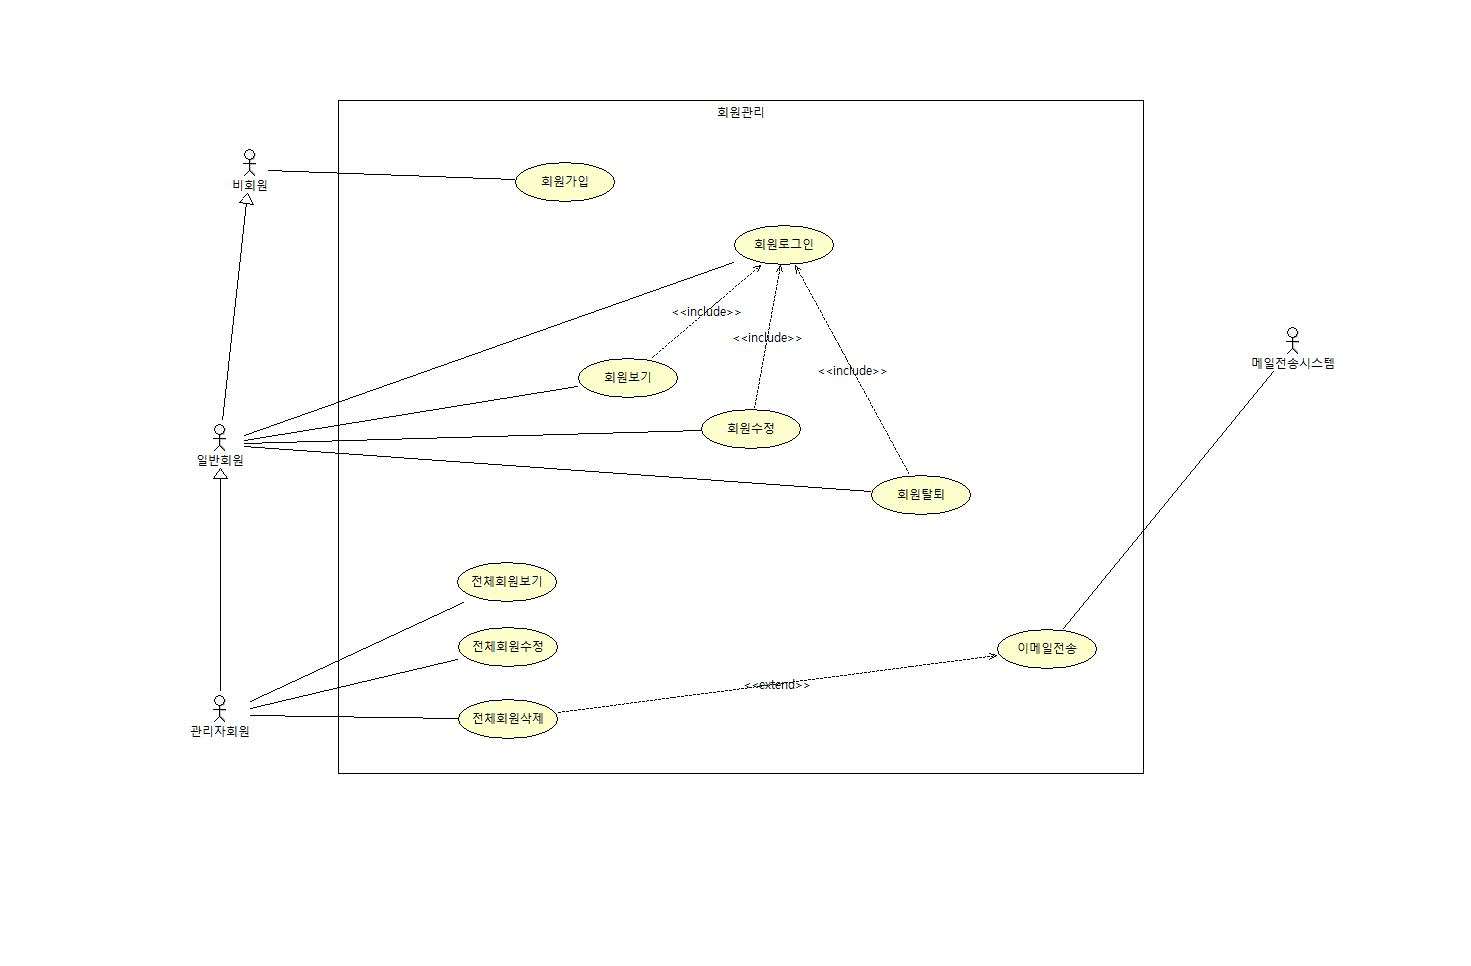 회원관리
비회원
회원가입
회원로그인
<<include>>
<<include>>
메일전송시스템
<<include>>
회원보기
회원수정
일반회원
회원탈퇴
전체회원보기
전체회원수정
이메일전송
<<extend>>
전체회원삭제
관리자회원